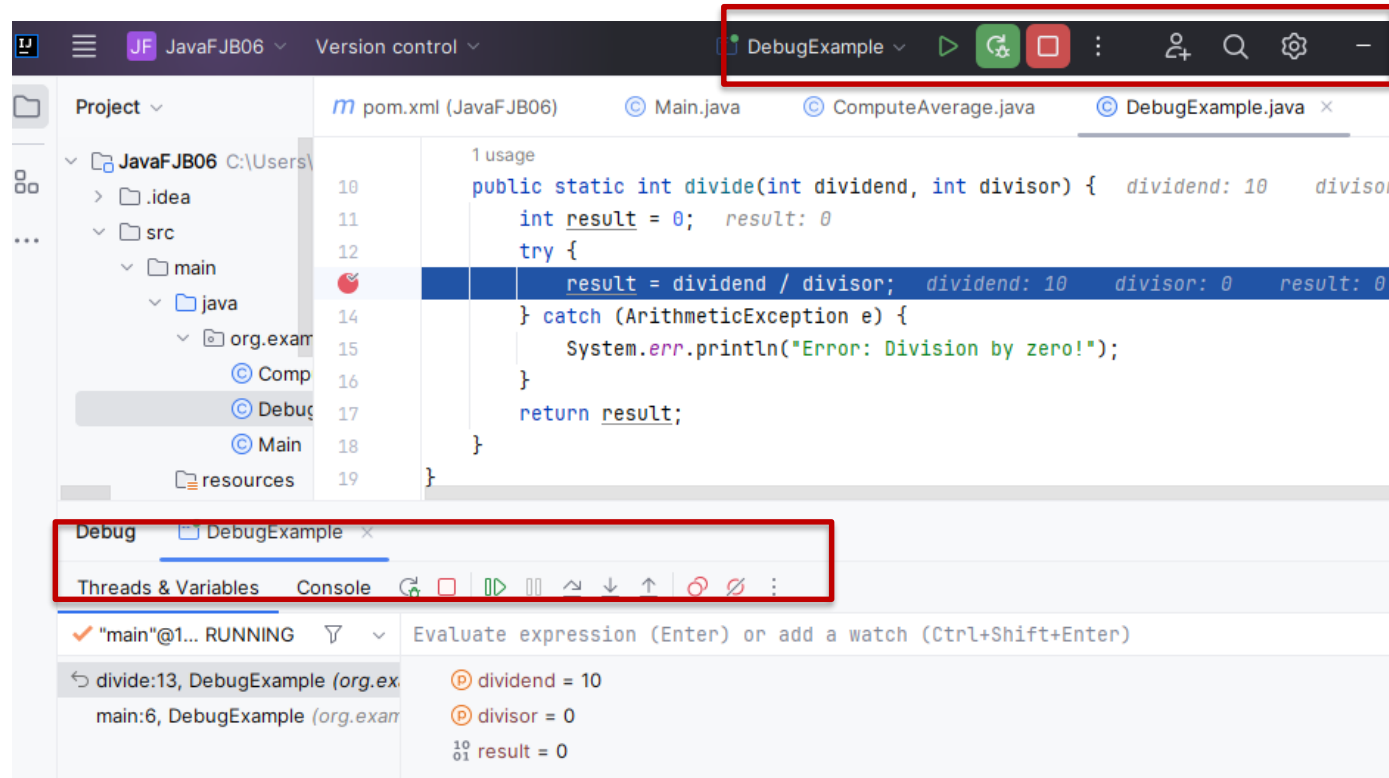 IJ
JF JavaFJB06 Version control DebugExample
Project m pom.xml (JavaFJB06) Main.java ComputeAverage.java DebugExample.java
JavaFJB06 C:\Users\
.idea
src
main
java
org.exam
Comp
Debug
Main
resources
1 usage
10 public static int divide(int dividend, int divisor) { dividend: 10 divisor
11 int result = 0; result: 0
12 try {
result = dividend / divisor; dividend: 10 divisor: 0 result: 0
14 } catch (ArithmeticException e) {
15 System.err.println("Error: Division by zero!");
16 }
17 return result;
18 }
19 }
Debug DebugExample
Threads & Variables Console
"main"@1... RUNNING Evaluate expression (Enter) or add a watch (Ctrl+Shift+Enter)
divide:13, DebugExample (org.ex
main:6, DebugExample (org.exam
p dividend = 10
p divisor = 0
10 01 result = 0